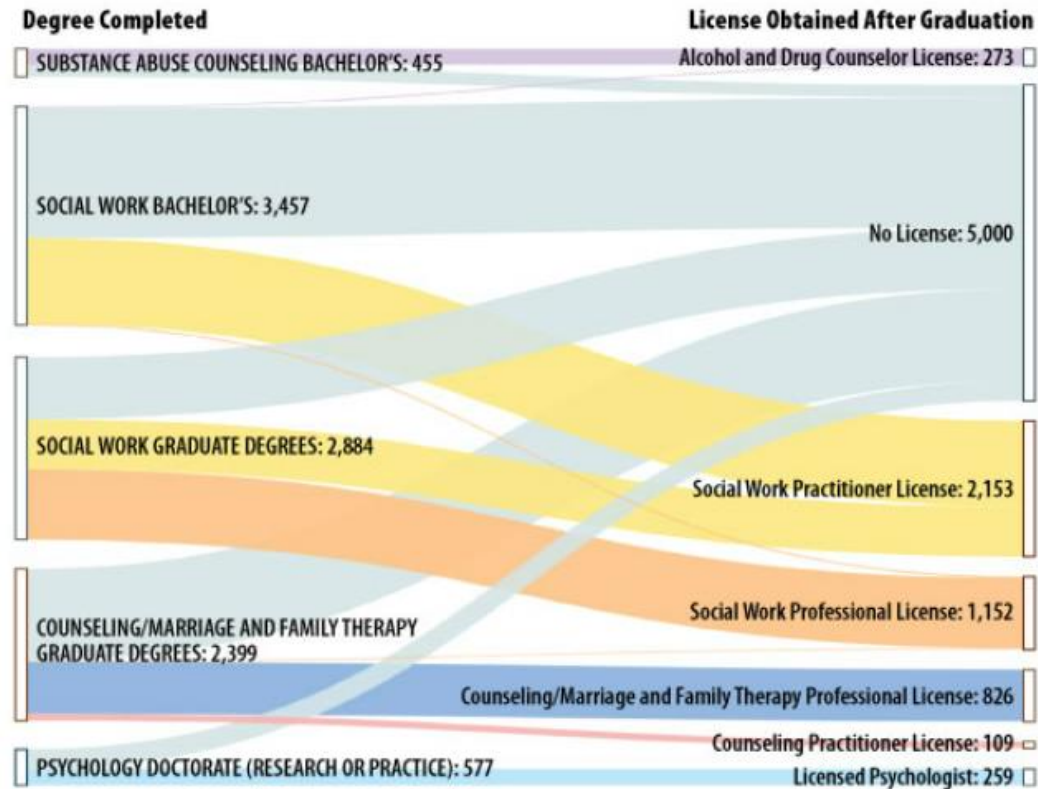 Degree Completed
License Obtained After Graduation
SUBSTANCE ABUSE COUNSELING BACHELOR'S: 455
Alcohol and Drug Counselor License: 273
SOCIAL WORK BACHELOR'S: 3,457
No License: 5,000
SOCIAL WORK GRADUATE DEGREES: 2,884
Social Work Practitioner License: 2,153
Social Work Professional License: 1,152
COUNSELING/MARRIAGE AND FAMILY THERAPY
GRADUATE DEGREES: 2,399
Counseling/Marriage and Family Therapy Professional License: 826
Counseling Practitioner License: 109
PSYCHOLOGY DOCTORATE (RESEARCH OR PRACTICE): 577
Licensed Psychologist: 259